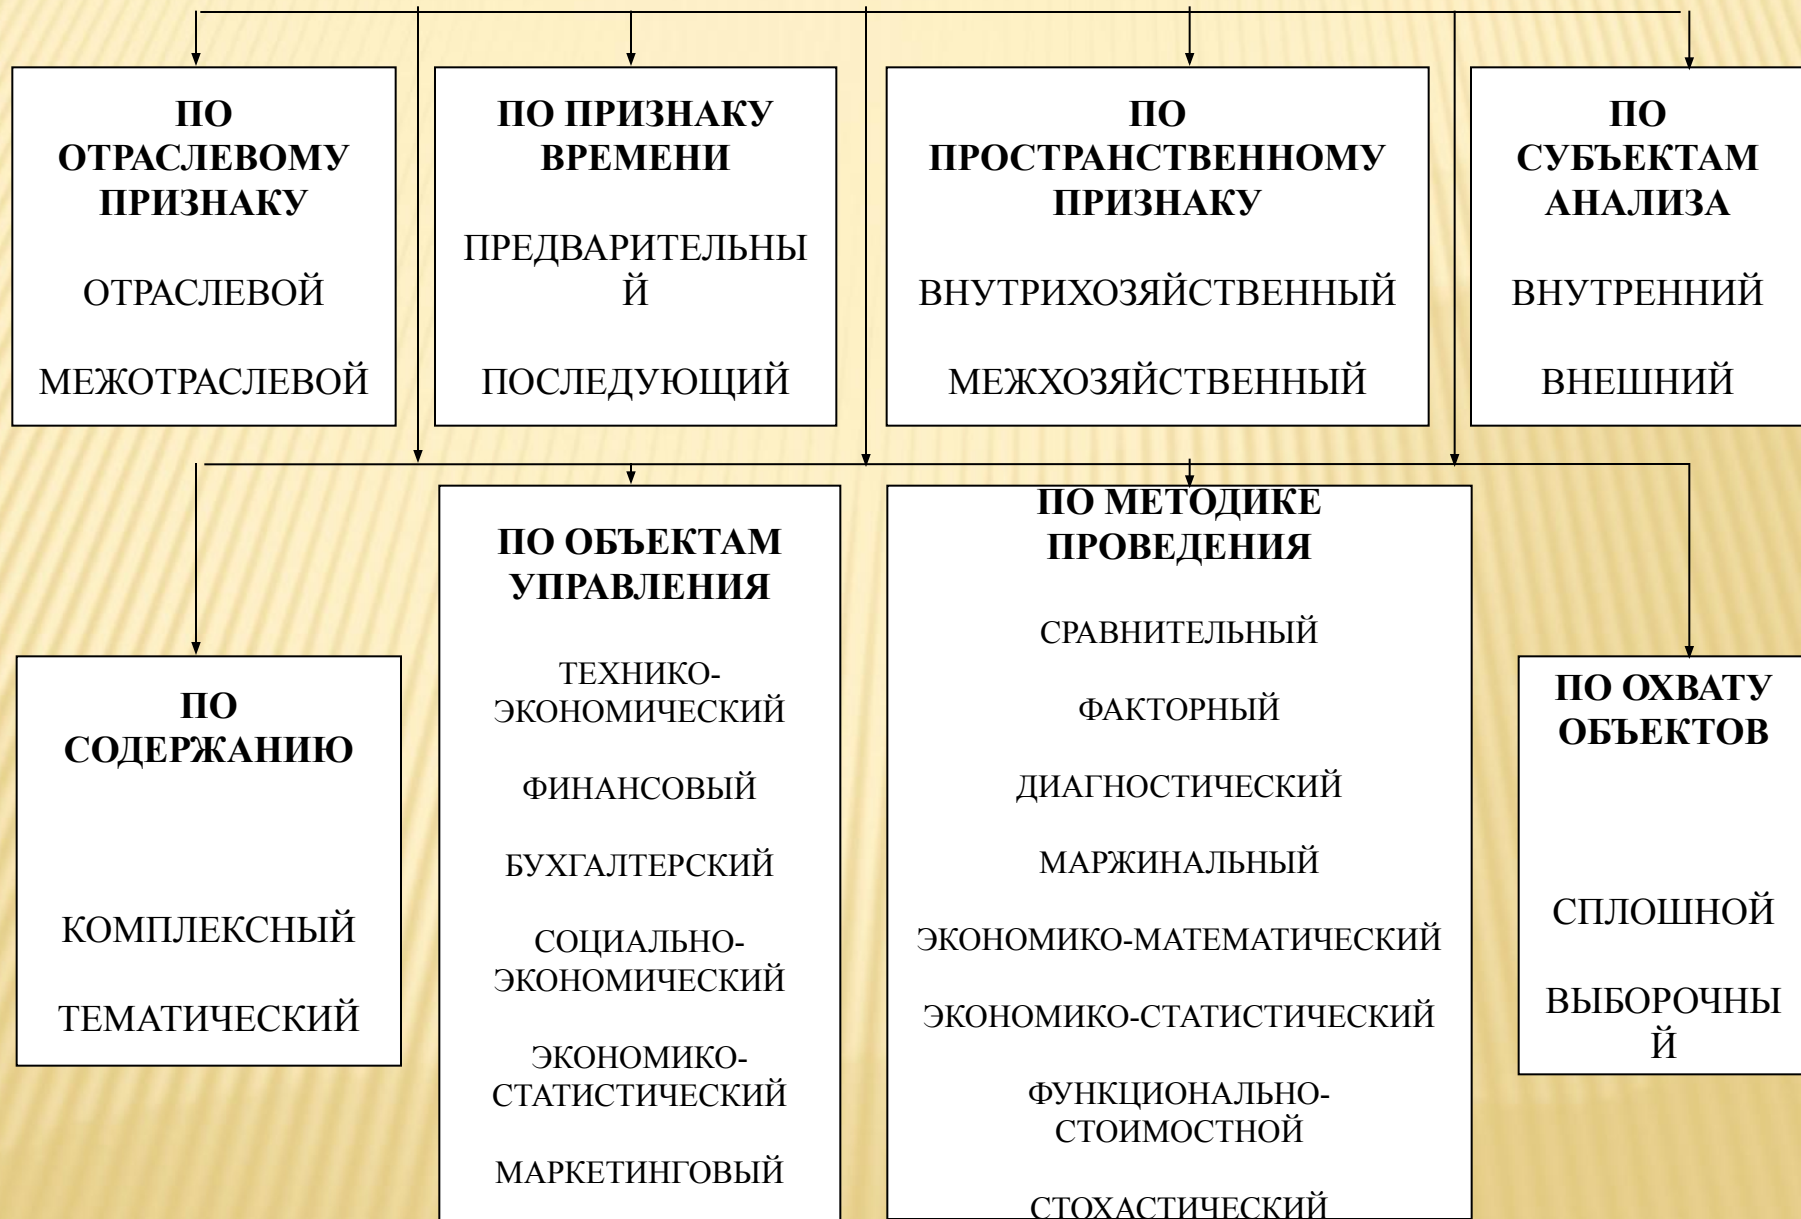 ПО
ОТРАСЛЕВОМУ
ПРИЗНАКУ
ОТРАСЛЕВОЙ
МЕЖОТРАСЛЕВОЙ
ПО ПРИЗНАКУ
ВРЕМЕНИ
ПРЕДВАРИТЕЛЬНЫ
Й
ПОСЛЕДУЮЩИЙ
ПО
ПРОСТРАНСТВЕННОМУ
ПРИЗНАКУ
ВНУТРИХОЗЯЙСТВЕННЫЙ
МЕЖХОЗЯЙСТВЕННЫЙ
ПО
СУБЪЕКТАМ
АНАЛИЗА
ВНУТРЕННИЙ
ВНЕШНИЙ
ПО
СОДЕРЖАНИЮ
КОМПЛЕКСНЫЙ
ТЕМАТИЧЕСКИЙ
ПО ОБЪЕКТАМ
УПРАВЛЕНИЯ
ТЕХНИКО-
ЭКОНОМИЧЕСКИЙ
ФИНАНСОВЫЙ
БУХГАЛТЕРСКИЙ
СОЦИАЛЬНО-
ЭКОНОМИЧЕСКИЙ
ЭКОНОМИКО-
СТАТИСТИЧЕСКИЙ
МАРКЕТИНГОВЫЙ
ПО МЕТОДИКЕ
ПРОВЕДЕНИЯ
СРАВНИТЕЛЬНЫЙ
ФАКТОРНЫЙ
ДИАГНОСТИЧЕСКИЙ
МАРЖИНАЛЬНЫЙ
ЭКОНОМИКО-МАТЕМАТИЧЕСКИЙ
ЭКОНОМИКО-СТАТИСТИЧЕСКИЙ
ФУНКЦИОНАЛЬНО-
СТОИМОСТНОЙ
СТОХАСТИЧЕСКИЙ
ПО ОХВАТУ
ОБЪЕКТОВ
СПЛОШНОЙ
ВЫБОРОЧНЫ
Й